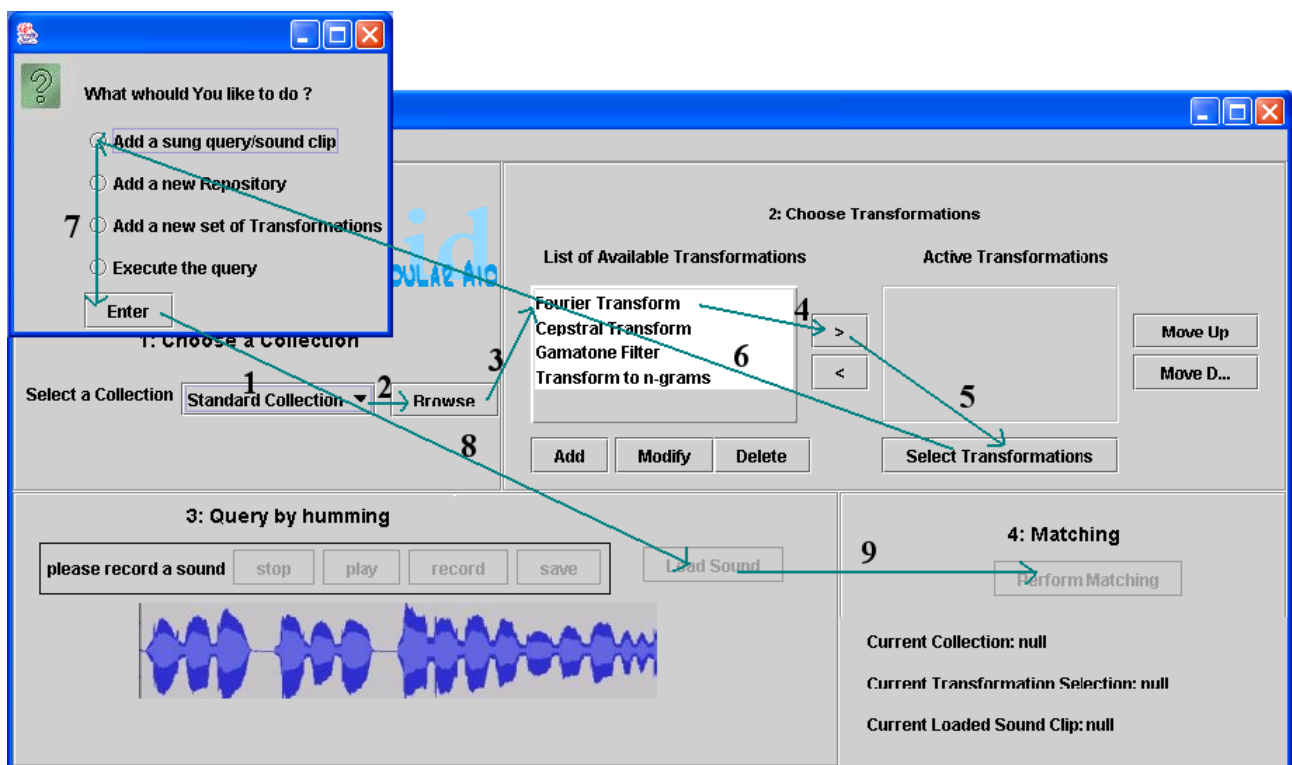 What whould You like to do ?
Add a sung query/sound clip
Add a new Repository
7
Add a new set of Transformations
Execute the query
Enter
id
2: Choose Transformations
List of Available Transformations
Active Transformations
Fourier Transform
Cepstral Transform
Gamatone Filter
Transform to n-grams
4
>
<
6
5
Move Up
Move D...
1: Choose a Collection
3
Select a Collection
1
Standard Collection
2
Browse
8
Add
Modify
Delete
Select Transformations
3: Query by humming
please record a sound
stop
play
record
save
Load Sound
9
4: Matching
Perform Matching
Current Collection: null
Current Transformation Selection: null
Current Loaded Sound Clip: null